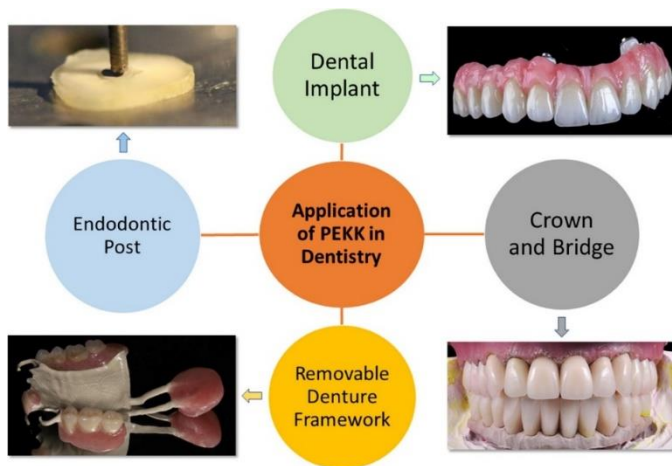 Dental
Implant
Endodontic
Post
Application
of PEKK in
Dentistry
Crown
and Bridge
Removable
Denture
Framework